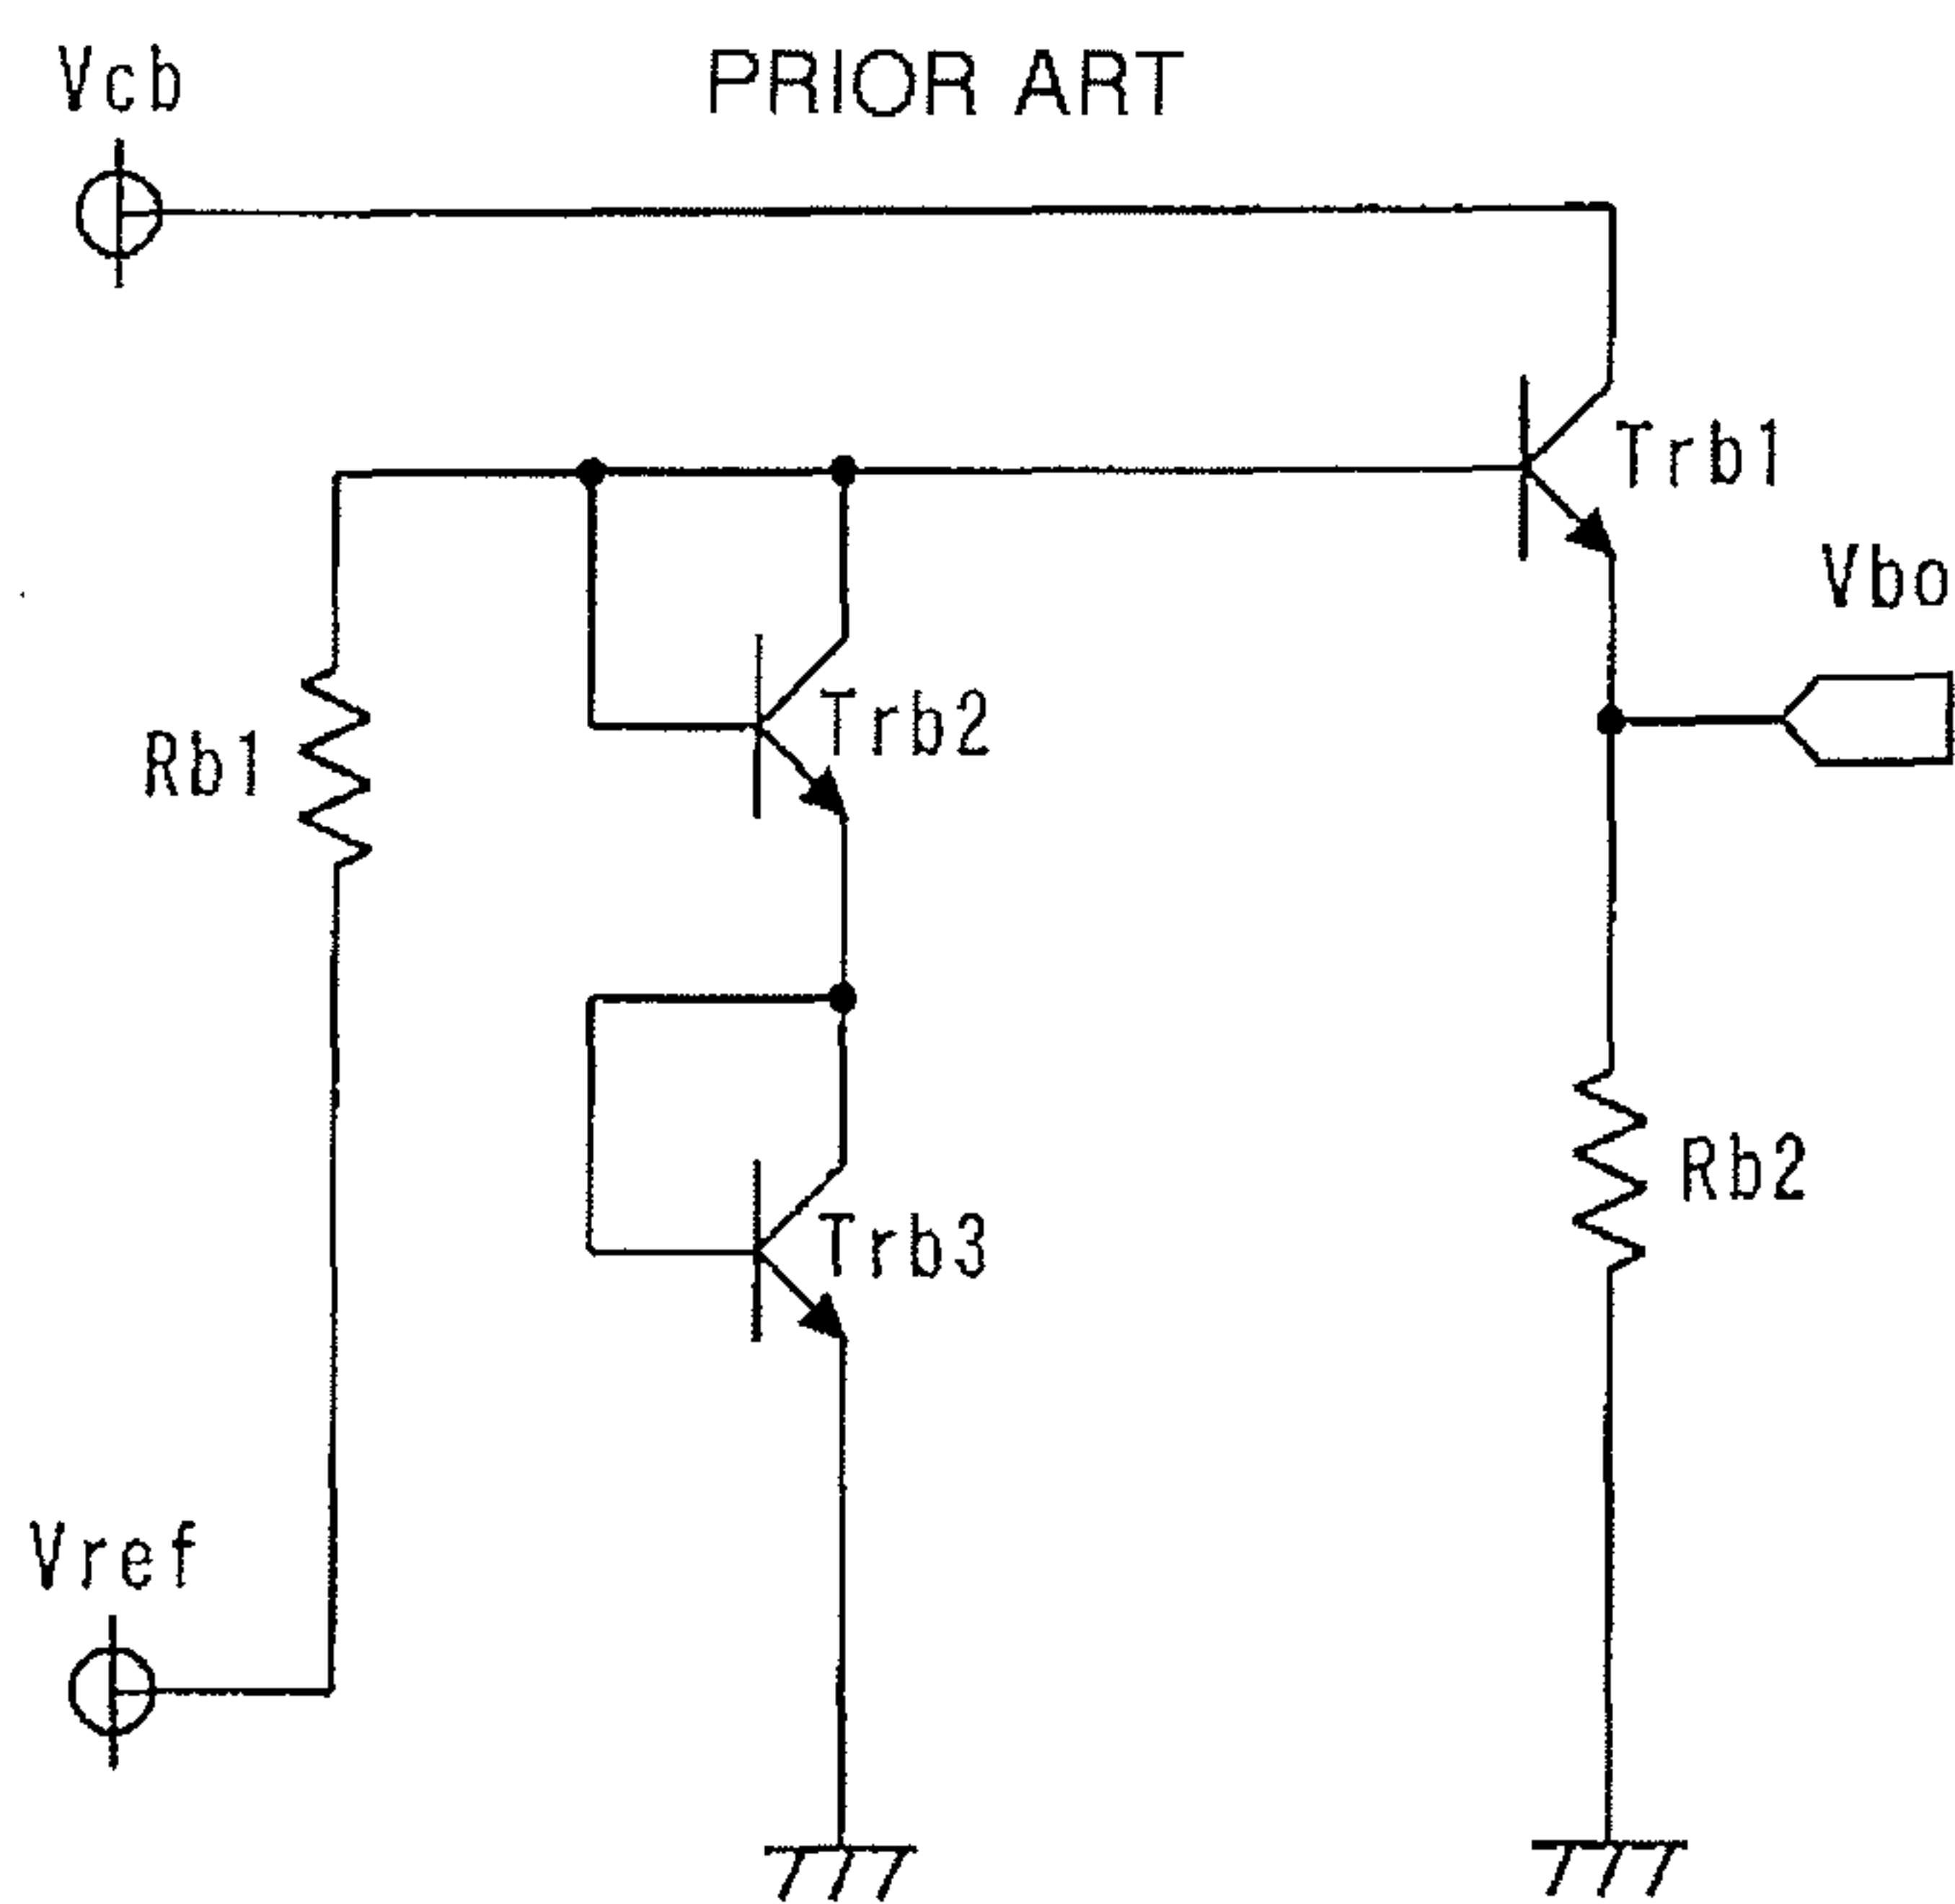 Vcb
PRIOR ART
Trb1
Vbo
Trb2
Rb1
Rb2
Trb3
Vref